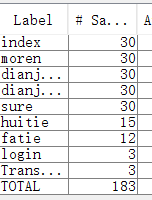 Label # Sa... A
index 30
moren 30
dianj... 30
dianj... 30
sure 30
huitie 15
fatie 12
login 3
Trans... 3
TOTAL 183